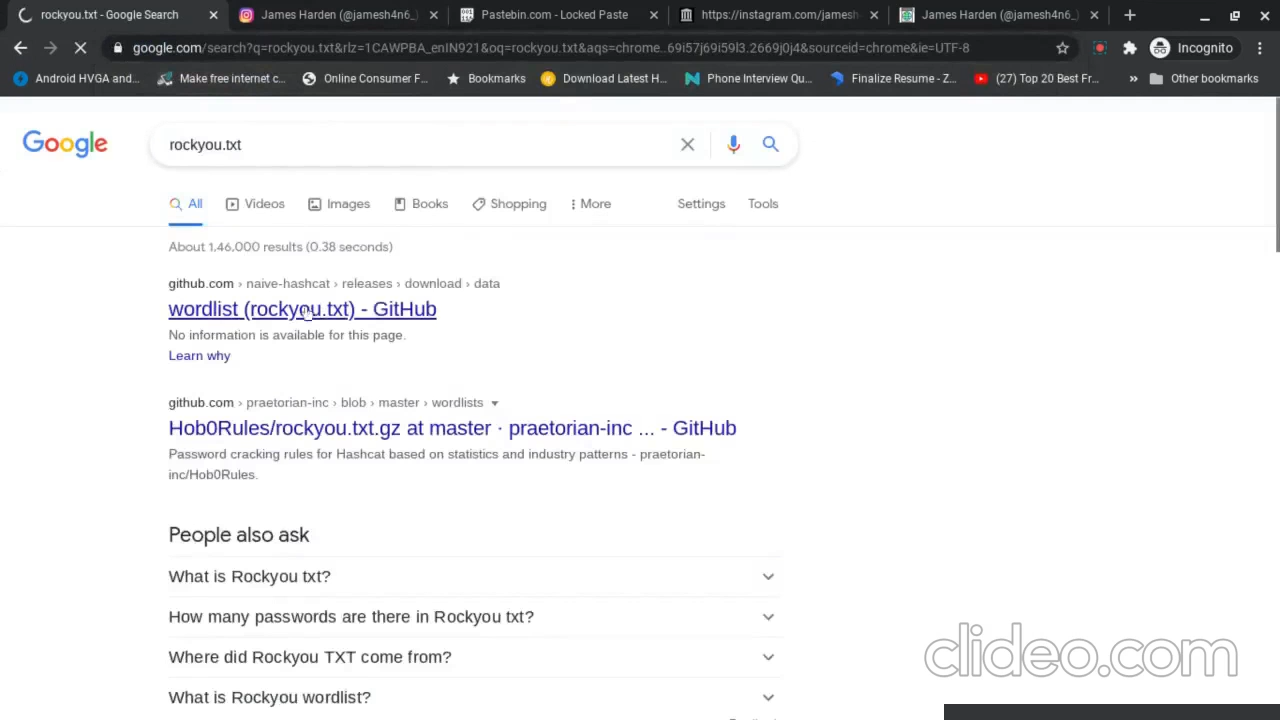 rockyou.txt - Google Search
James Harden (@jamesh4n6_)
Pastebin.com - Locked Paste
https://instagram.com/jamesh
James Harden (@jamesh4n6_)
google.com/search?q=rockyou.txt&rlz=1CAWPBA_enIN921&oq=rockyou.txt&aqs=chrome..69i57j69i59l3.2669j0j4&sourceid=chrome&ie=UTF-8
Incognito
Android HVGA and...
Make free internet c...
Online Consumer F...
Bookmarks
Download Latest H...
Phone Interview Qu...
Finalize Resume - Z...
(27) Top 20 Best Fr...
Other bookmarks
Google
rockyou.txt
All
Videos
Images
Books
Shopping
More
Settings
Tools
About 1,46,000 results (0.38 seconds)
github.com › naive-hashcat › releases › download › data
wordlist (rockyou.txt) - GitHub
No information is available for this page.
Learn why
github.com › praetorian-inc › blob › master › wordlists
Hob0Rules/rockyou.txt.gz at master · praetorian-inc ... - GitHub
Password cracking rules for Hashcat based on statistics and industry patterns - praetorian-
inc/Hob0Rules.
People also ask
What is Rockyou txt?
How many passwords are there in Rockyou txt?
Where did Rockyou TXT come from?
What is Rockyou wordlist?
clideo.com